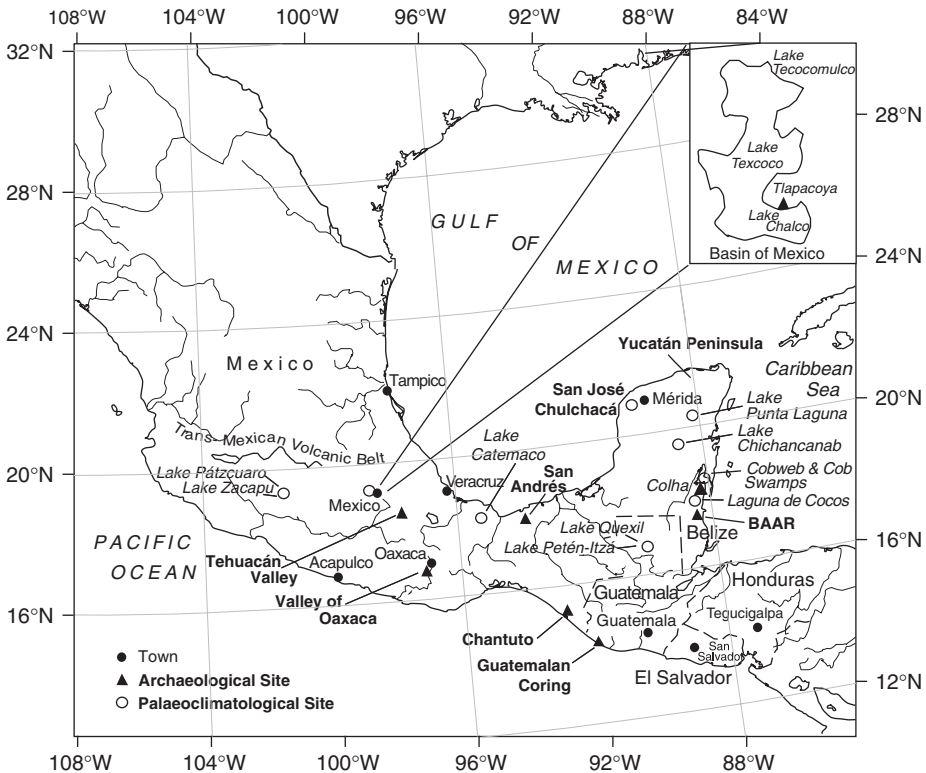 108°W 104°W 100°W 96°W 92°W 88°W 84°W
32°N
28°N
24°N
20°N
16°N
28°N
24°N
20°N
16°N
12°N
Lake
Tecocomulco
Lake
Texcoco
Tlapacoya
Lake
Chalco
Basin of Mexico
GULF
OF
MEXICO
Mexico
Tampico
Yucatán Peninsula
Caribbean
Sea
San José
Chulchacá
Mérida
Lake
Punta Laguna
Lake
Chichancanab
Trans-Mexican Volcanic Belt
Lake
Catemaco
Lake Pátzcuaro
Lake Zacapu
Mexico
Veracruz
San
Andrés
Colha
Cobweb & Cob
Swamps
Laguna de Cocos
BAAR
Belize
Lake Quexil
Lake Petén-Itzá
PACIFIC
OCEAN
Tehuacán
Valley
Acapulco
Oaxaca
Valley of
Oaxaca
Guatemala
Honduras
Guatemala
Tegucigalpa
Chantuto
Guatemalan
Coring
San
Salvador
El Salvador
Town
Archaeological Site
Palaeoclimatological Site
108°W 104°W 100°W 96°W 92°W 88°W